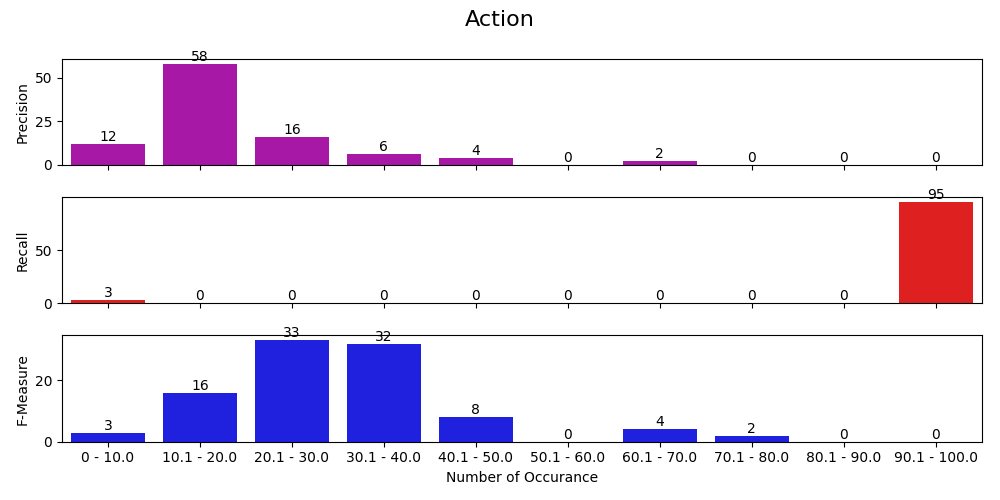 Action
Precision
50
25
0
12 58 16 6 4 0 2 0 0 0
Recall
50
0
3 0 0 0 0 0 0 0 0 95
F-Measure
20
0
3 16 33 32 8 0 4 2 0 0
0 - 10.0 10.1 - 20.0 20.1 - 30.0 30.1 - 40.0 40.1 - 50.0 50.1 - 60.0 60.1 - 70.0 70.1 - 80.0 80.1 - 90.0 90.1 - 100.0
Number of Occurance